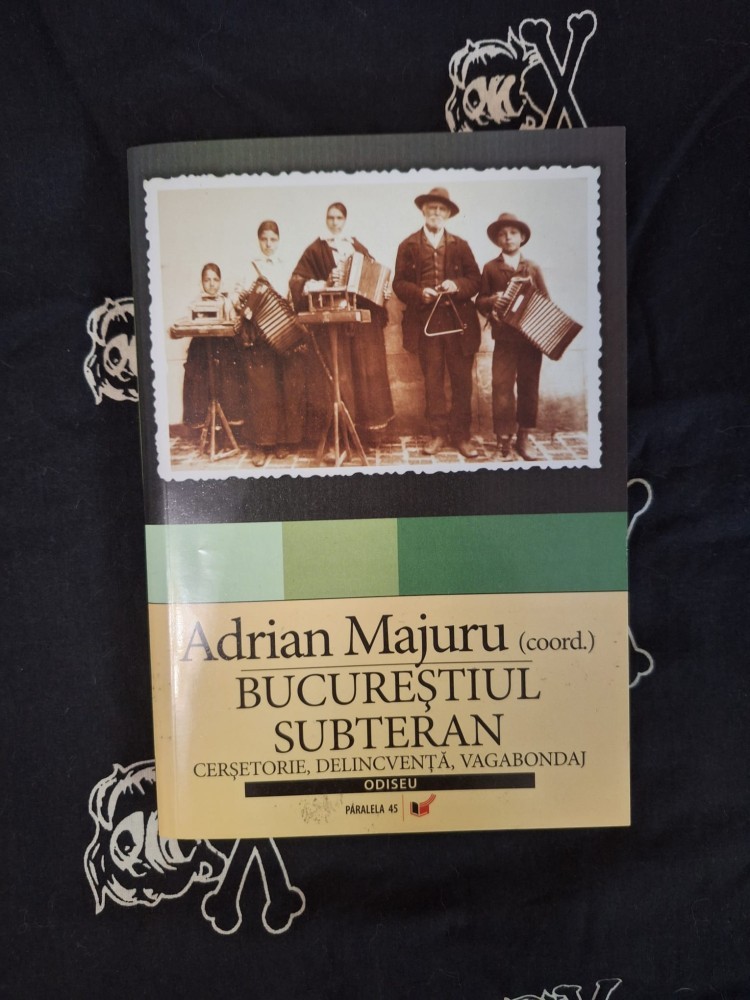 Adrian Majuru (coord.)
BUCUREŞTIUL
SUBTERAN
CERŞETORIE, DELINCVENŢĂ, VAGABONDAJ
ODISEU
PARALELA 45